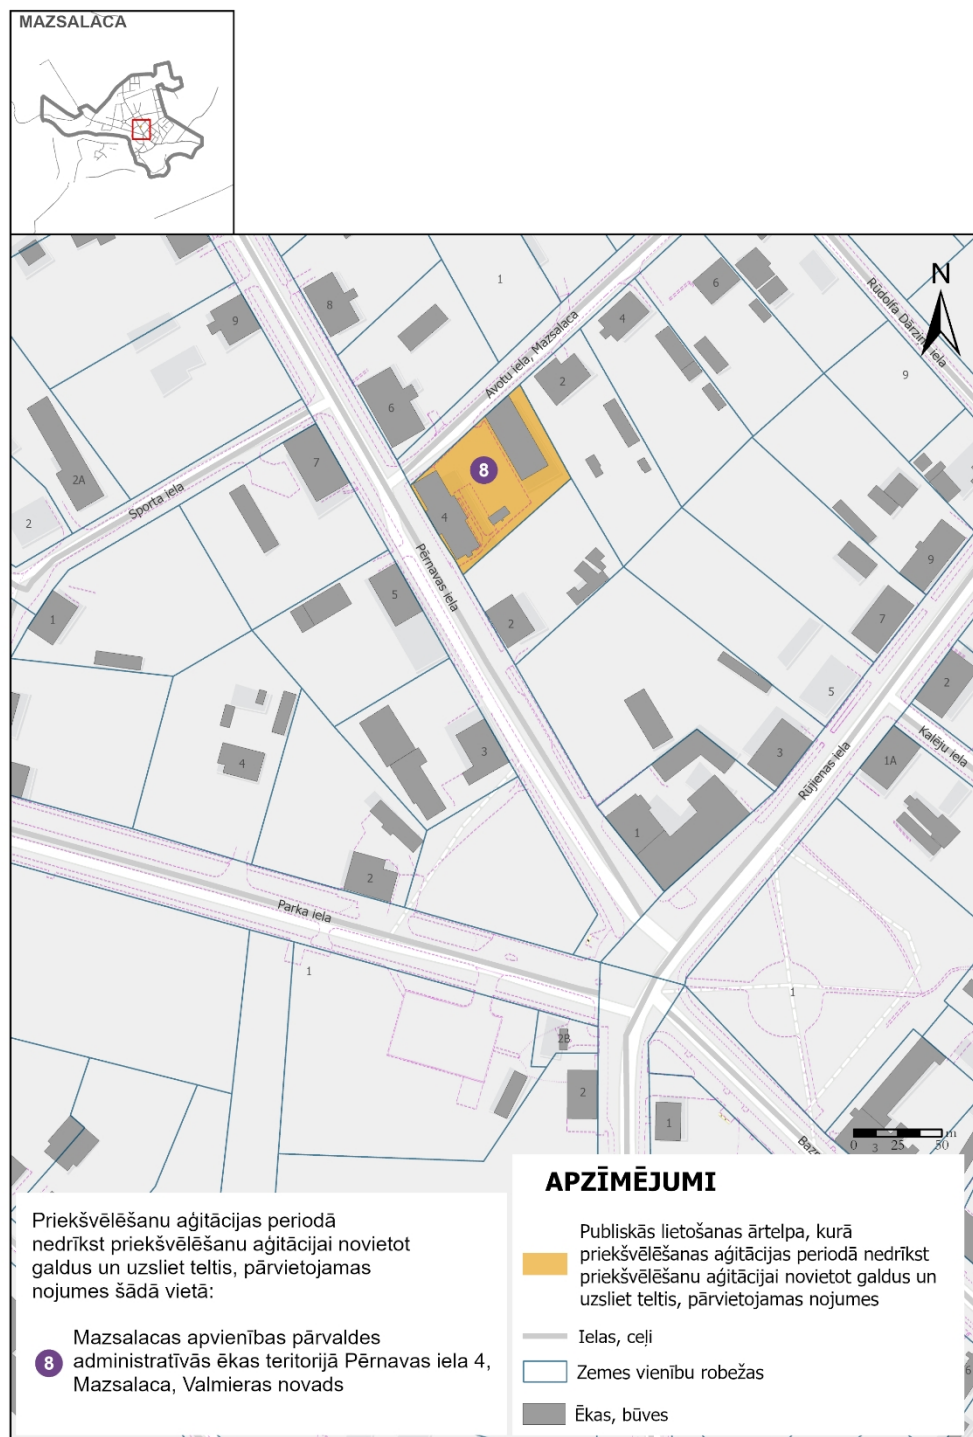 MAZSALACA
N
1
6
8
9
4
Rūdolfa Dārziņa iela
Avotu iela, Mazsalaca
2
9
6
7
8
2A
4
Sporta iela
2
Pērnavas iela
9
5
7
1
2
5
2
3
4
3
Kalēju iela
1A
Rūjienas iela
1
2
Parka iela
1
1
2B
2
1
0 25 50 m
3
APZĪMĒJUMI
Priekšvēlēšanu aģitācijas periodā
nedrīkst priekšvēlēšanu aģitācijai novietot
galdus un uzsliet teltis, pārvietojamas
nojumes šādā vietā:
8 Mazsalacas apvienības pārvaldes
administratīvās ēkas teritorijā Pērnavas iela 4,
Mazsalaca, Valmieras novads
Publiskās lietošanas ārtelpa, kurā
priekšvēlēšanas aģitācijas periodā nedrīkst
priekšvēlēšanu aģitācijai novietot galdus un
uzsliet teltis, pārvietojamas nojumes
Ielas, ceļi
Zemes vienību robežas
Ēkas, būves
6